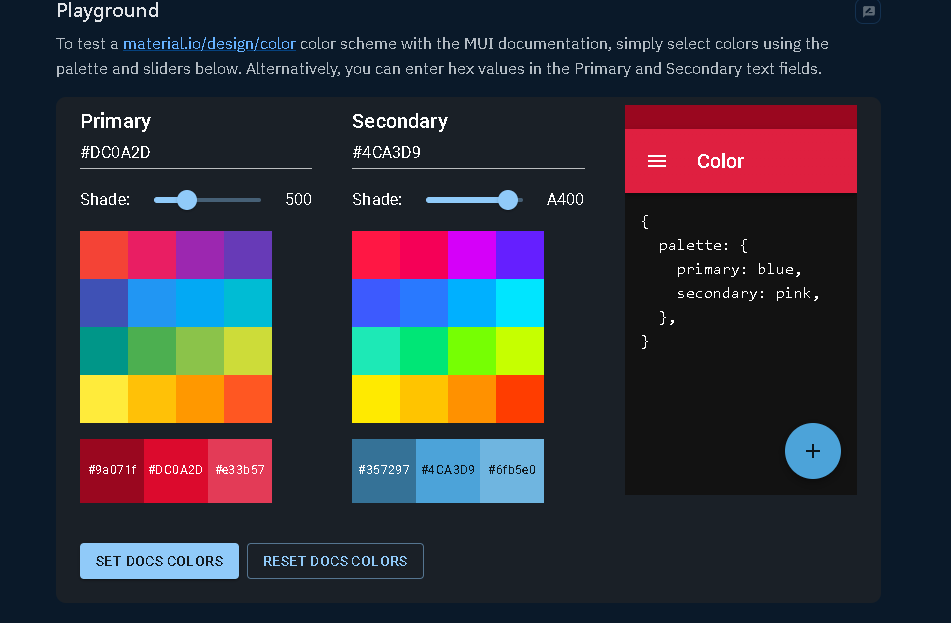 Playground
To test a material.io/design/color color scheme with the MUI documentation, simply select colors using the
palette and sliders below. Alternatively, you can enter hex values in the Primary and Secondary text fields.
Primary
#DC0A2D
Shade:
500
#9a071f
#DC0A2D
#e33b57
Secondary
#4CA3D9
Shade:
A400
#357297
#4CA3D9
#6fb5e0
Color
{
palette: {
primary: blue,
secondary: pink,
},
}
+
SET DOCS COLORS
RESET DOCS COLORS